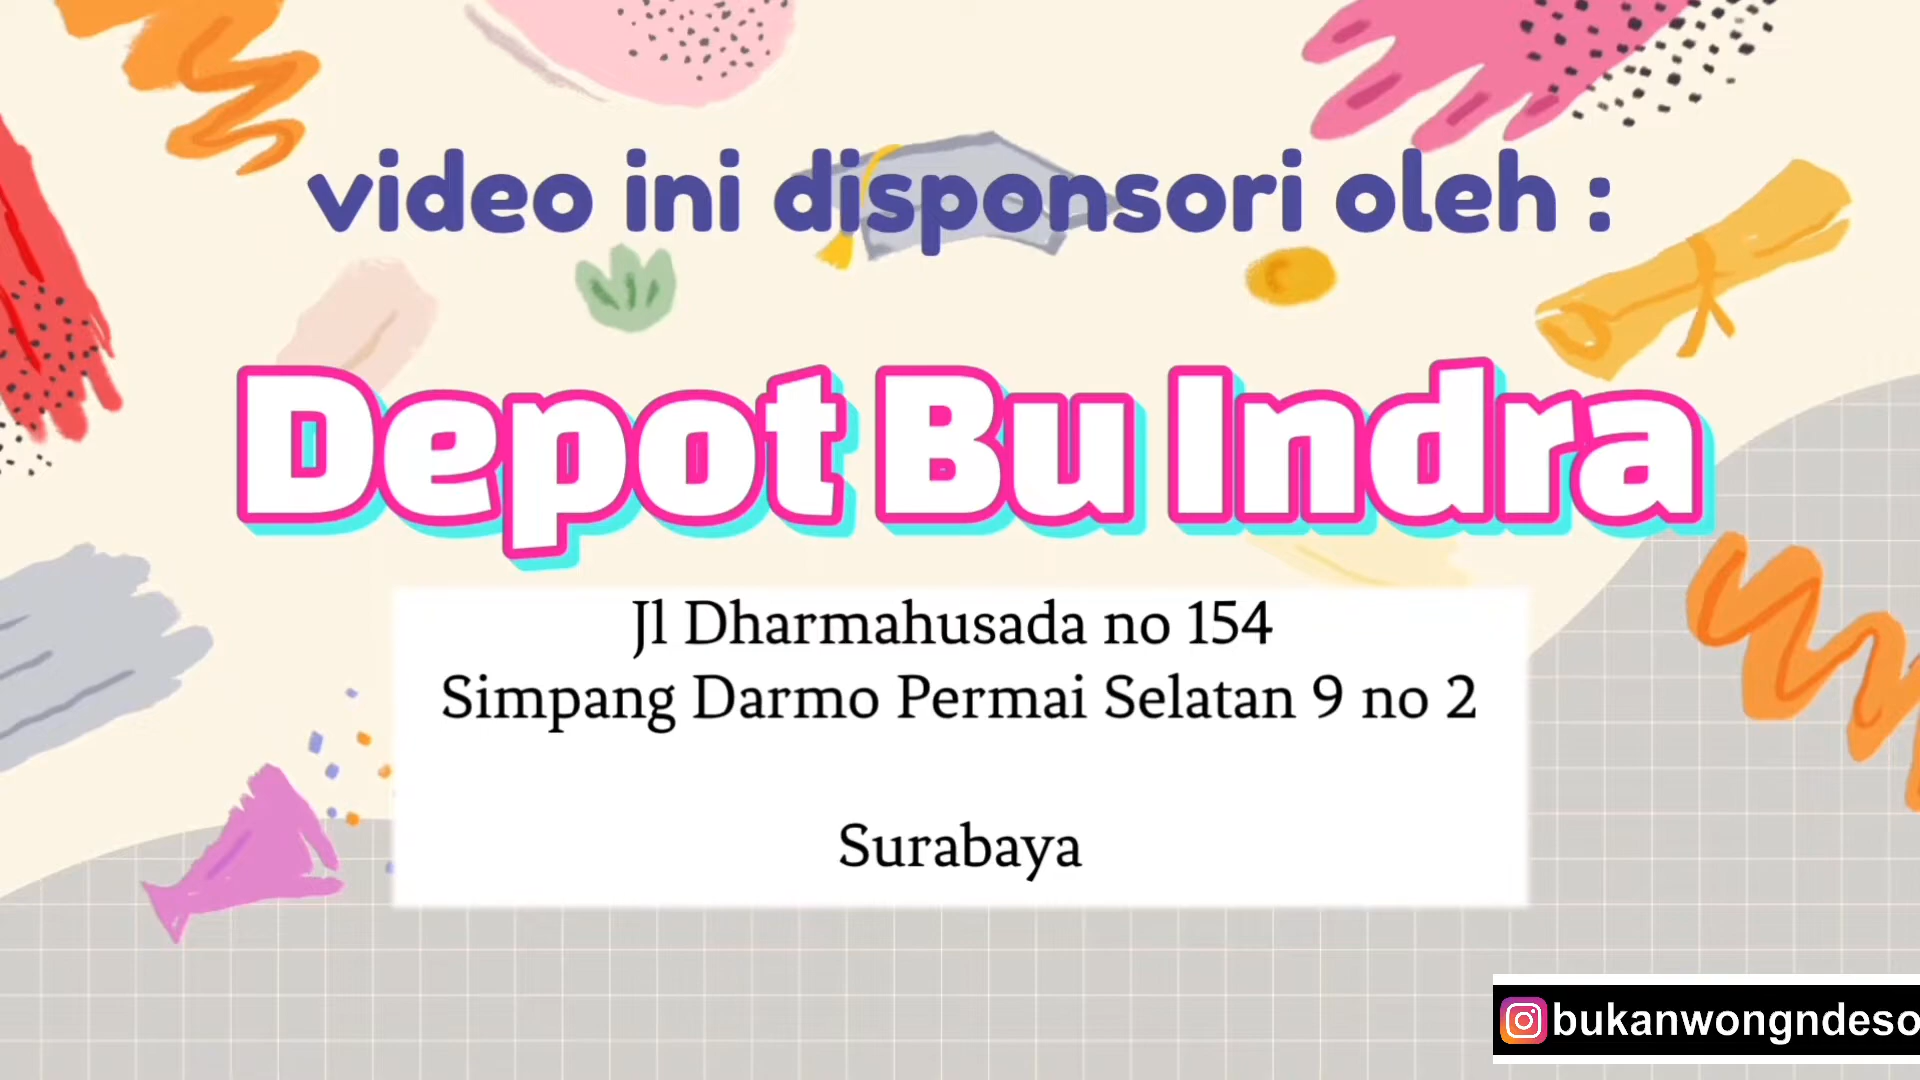 video ini disponsori oleh :
Depot Bu Indra
Jl Dharmahusada no 154
Simpang Darmo Permai Selatan 9 no 2
Surabaya
bukanwongndeso